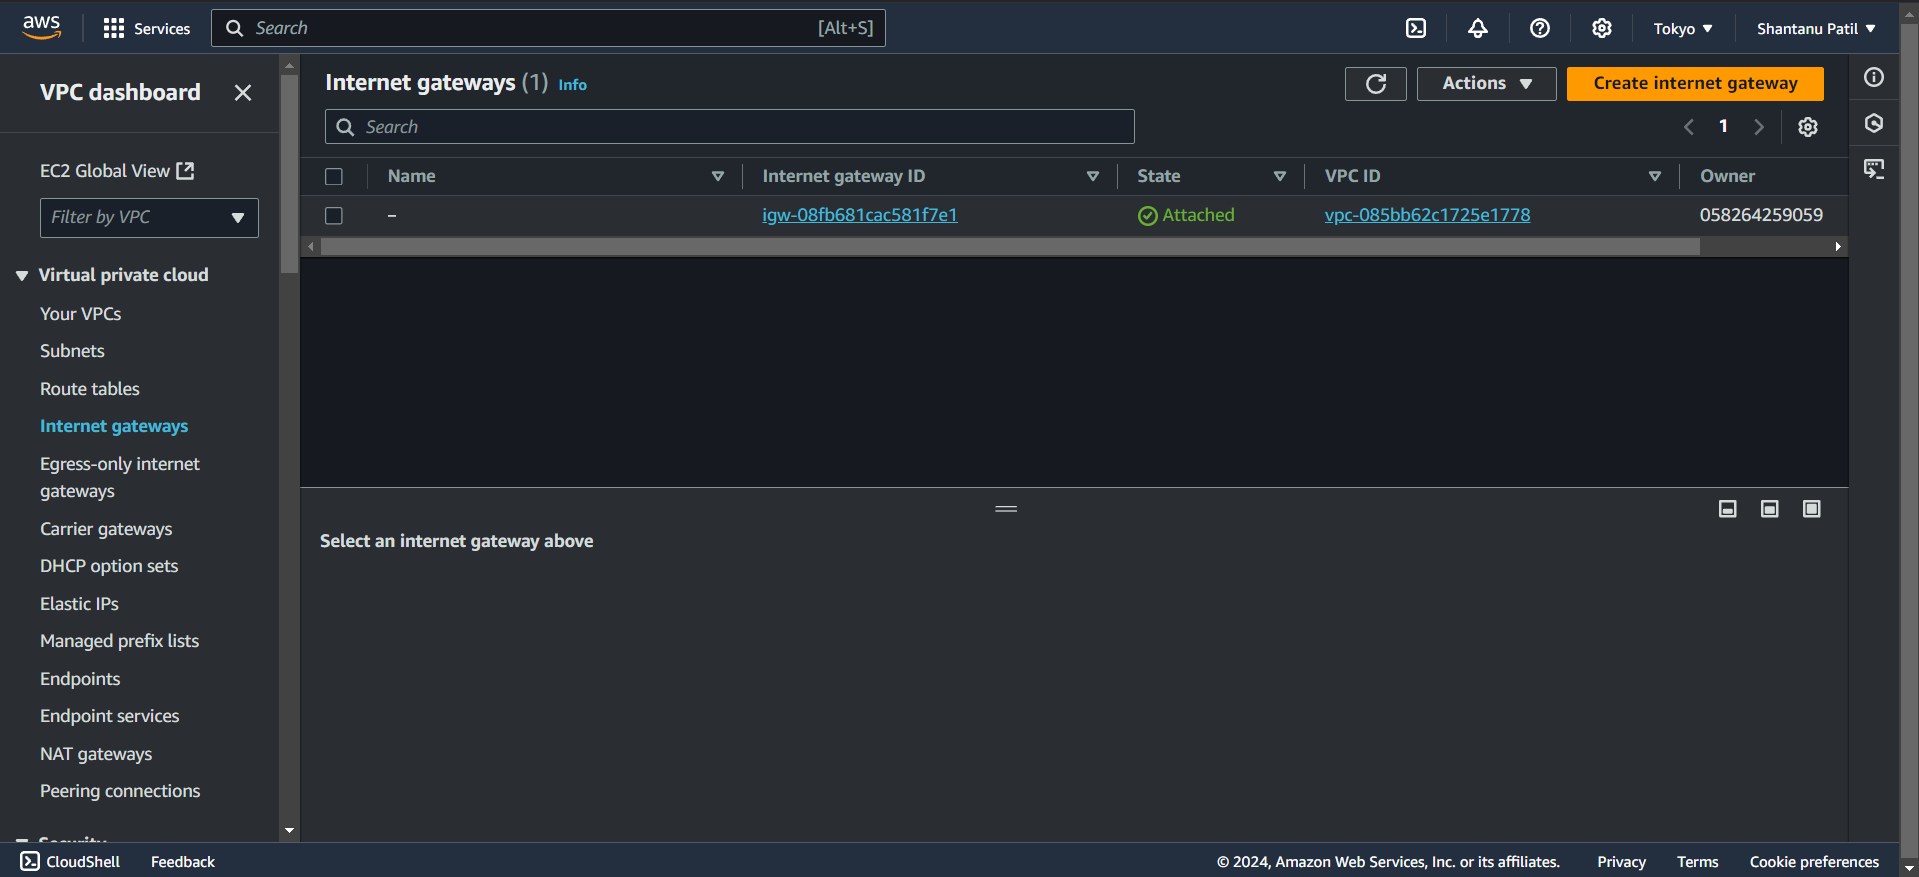 aws
Services
Search [Alt+S]
Tokyo
Shantanu Patil
VPC dashboard
EC2 Global View
Filter by VPC
Virtual private cloud
Your VPCs
Subnets
Route tables
Internet gateways
Egress-only internet
gateways
Carrier gateways
DHCP option sets
Elastic IPs
Managed prefix lists
Endpoints
Endpoint services
NAT gateways
Peering connections
Security
Internet gateways (1) Info
Actions
Create internet gateway
Search
1
Name Internet gateway ID State VPC ID Owner
– igw-08fb681cac581f7e1 Attached vpc-085bb62c1725e1778 058264259059
Select an internet gateway above
CloudShell Feedback © 2024, Amazon Web Services, Inc. or its affiliates. Privacy Terms Cookie preferences